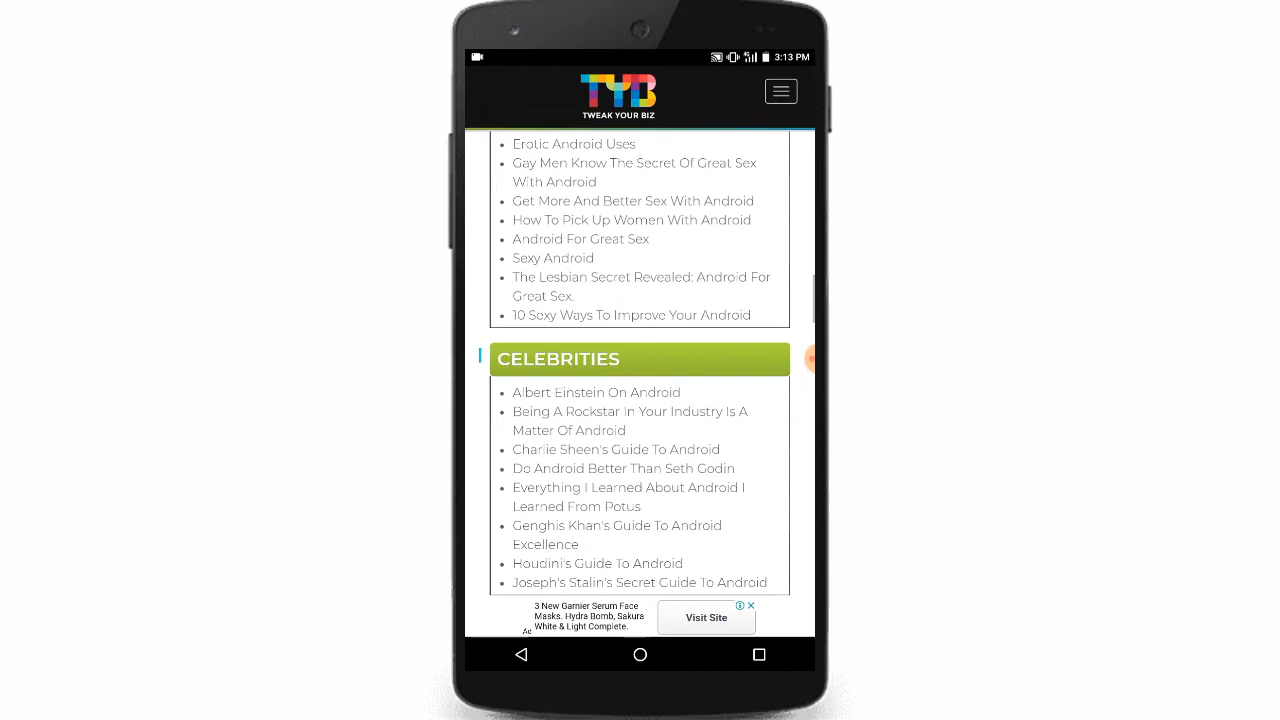 3:13 PM
TYB
TWEAK YOUR BIZ
Erotic Android Uses
Gay Men Know The Secret Of Great Sex
With Android
Get More And Better Sex With Android
How To Pick Up Women With Android
Android For Great Sex
Sexy Android
The Lesbian Secret Revealed: Android For
Great Sex.
10 Sexy Ways To Improve Your Android
CELEBRITIES
Albert Einstein On Android
Being A Rockstar In Your Industry Is A
Matter Of Android
Charlie Sheen's Guide To Android
Do Android Better Than Seth Godin
Everything I Learned About Android I
Learned From Potus
Genghis Khan's Guide To Android
Excellence
Houdini's Guide To Android
Joseph's Stalin's Secret Guide To Android
3 New Garnier Serum Face
Masks. Hydra Bomb, Sakura
White & Light Complete.
Ad
Visit Site